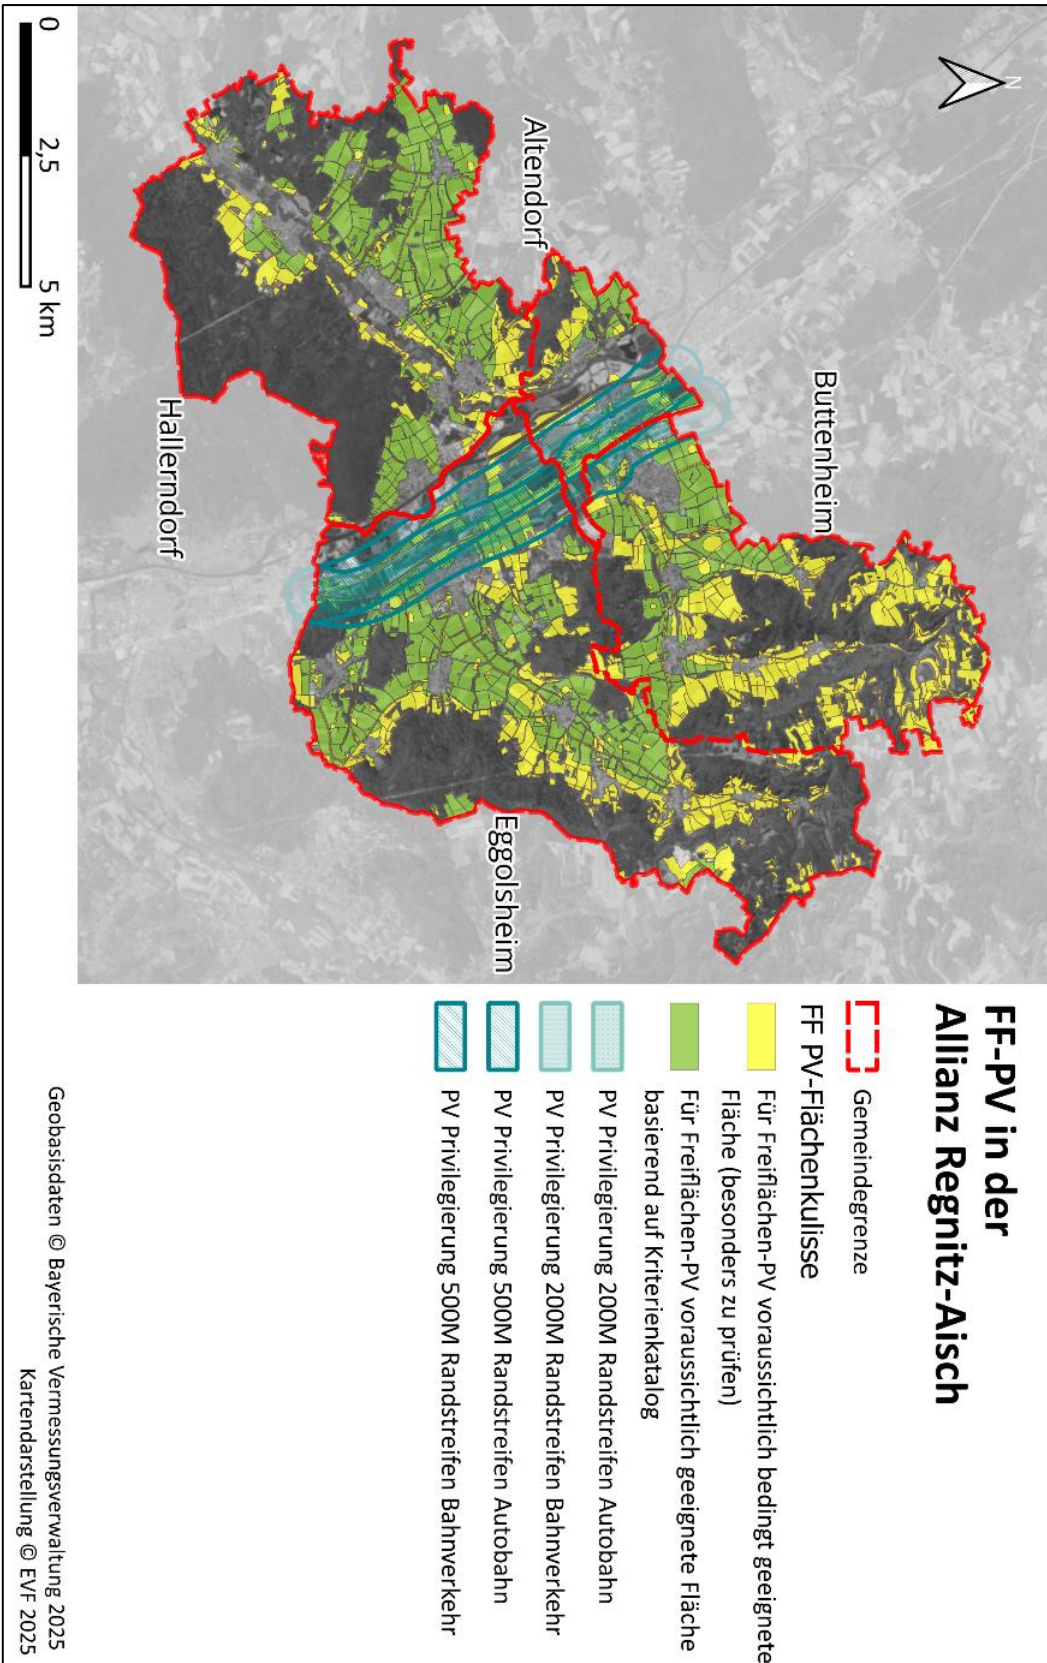 FF-PV in der
Allianz Regnitz-Aisch
Gemeindegrenze
FF PV-Flächenkulisse
Für Freiflächen-PV voraussichtlich bedingt geeignete
Fläche (besonders zu prüfen)
Für Freiflächen-PV voraussichtlich geeignete Fläche
basierend auf Kriterienkatalog
PV Privilegierung 200M Randstreifen Autobahn
PV Privilegierung 200M Randstreifen Bahnverkehr
PV Privilegierung 500M Randstreifen Autobahn
PV Privilegierung 500M Randstreifen Bahnverkehr
Geobasisdaten © Bayerische Vermessungsverwaltung 2025
Kartendarstellung © EVF 2025
N
Buttenheim
Altendorf
Eggolsheim
Hallerndorf
0 2,5 5 km